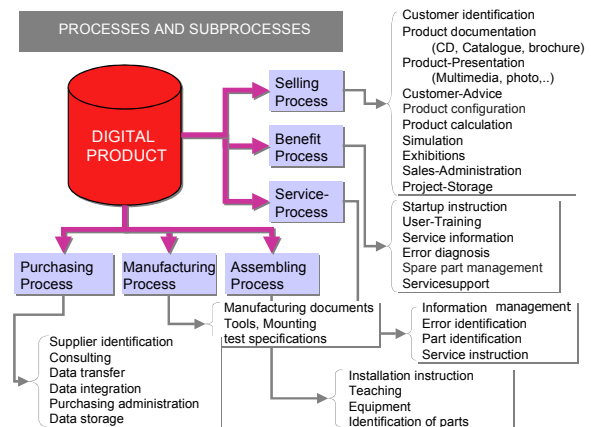 PROCESSES AND SUBPROCESSES
DIGITAL
PRODUCT
Selling
Process
Benefit
Process
Service-
Process
Purchasing
Process
Manufacturing
Process
Assembling
Process
Customer identification
Product documentation
(CD, Catalogue, brochure)
Product-Presentation
(Multimedia, photo,..)
Customer-Advice
Product configuration
Product calculation
Simulation
Exhibitions
Sales-Administration
Project-Storage
Startup instruction
User-Training
Service information
Error diagnosis
Spare part management
Servicesupport
Manufacturing documents
Tools, Mounting
test specifications
Information management
Error identification
Part identification
Service instruction
Supplier identification
Consulting
Data transfer
Data integration
Purchasing administration
Data storage
Installation instruction
Teaching
Equipment
Identification of parts